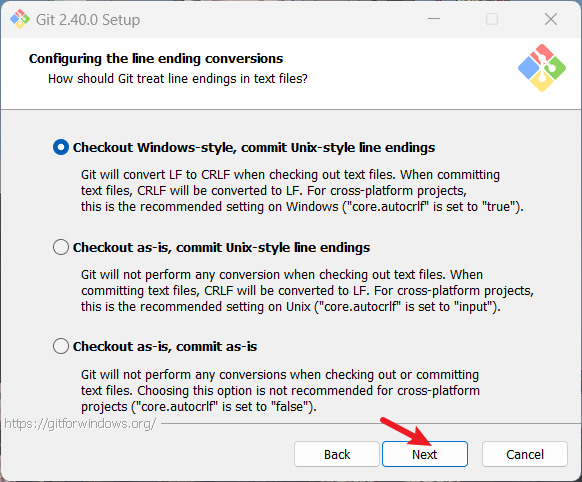 Git 2.40.0 Setup
Configuring the line ending conversions
How should Git treat line endings in text files?
Checkout Windows-style, commit Unix-style line endings
Git will convert LF to CRLF when checking out text files. When committing
text files, CRLF will be converted to LF. For cross-platform projects,
this is the recommended setting on Windows ("core.autocrlf" is set to "true").
Checkout as-is, commit Unix-style line endings
Git will not perform any conversion when checking out text files. When
committing text files, CRLF will be converted to LF. For cross-platform projects,
this is the recommended setting on Unix ("core.autocrlf" is set to "input").
Checkout as-is, commit as-is
Git will not perform any conversions when checking out or committing
text files. Choosing this option is not recommended for cross-platform
projects ("core.autocrlf" is set to "false").
https://gitforwindows.org/
Back
Next
Cancel